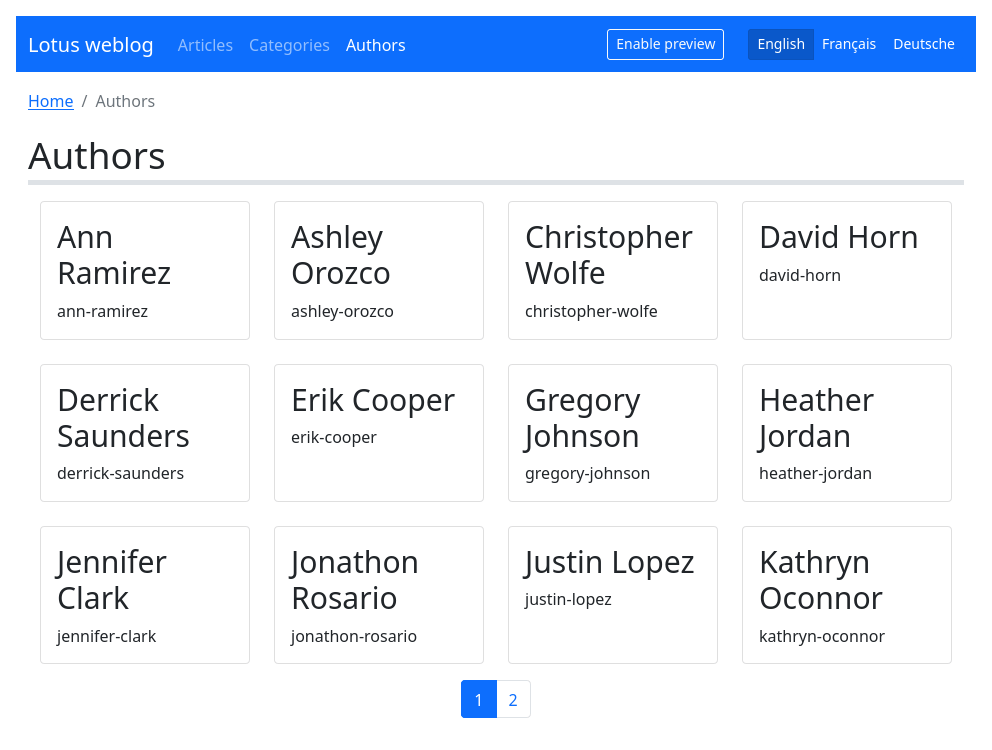 Lotus weblog Articles Categories Authors Enable preview English Français Deutsche
Home / Authors
Authors
Ann
Ramirez
ann-ramirez
Ashley
Orozco
ashley-orozco
Christopher
Wolfe
christopher-wolfe
David Horn
david-horn
Derrick
Saunders
derrick-saunders
Erik Cooper
erik-cooper
Gregory
Johnson
gregory-johnson
Heather
Jordan
heather-jordan
Jennifer
Clark
jennifer-clark
Jonathon
Rosario
jonathon-rosario
Justin Lopez
justin-lopez
Kathryn
Oconnor
kathryn-oconnor
1 2